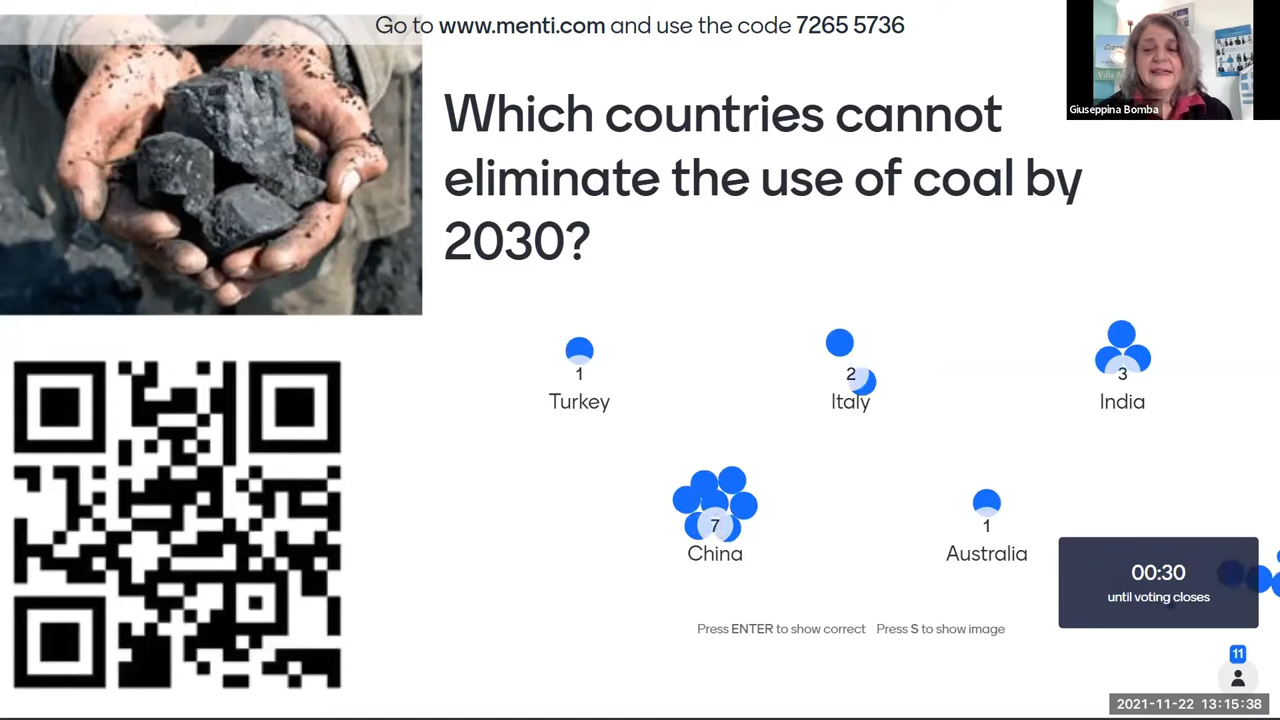 Go to www.menti.com and use the code 7265 5736
Giuseppina Bomba
Which countries cannot
eliminate the use of coal by
2030?
1
Turkey
2
Italy
3
India
7
China
1
Australia
00:30
until voting closes
Press ENTER to show correct Press S to show image
11
2021-11-22 13:15:38